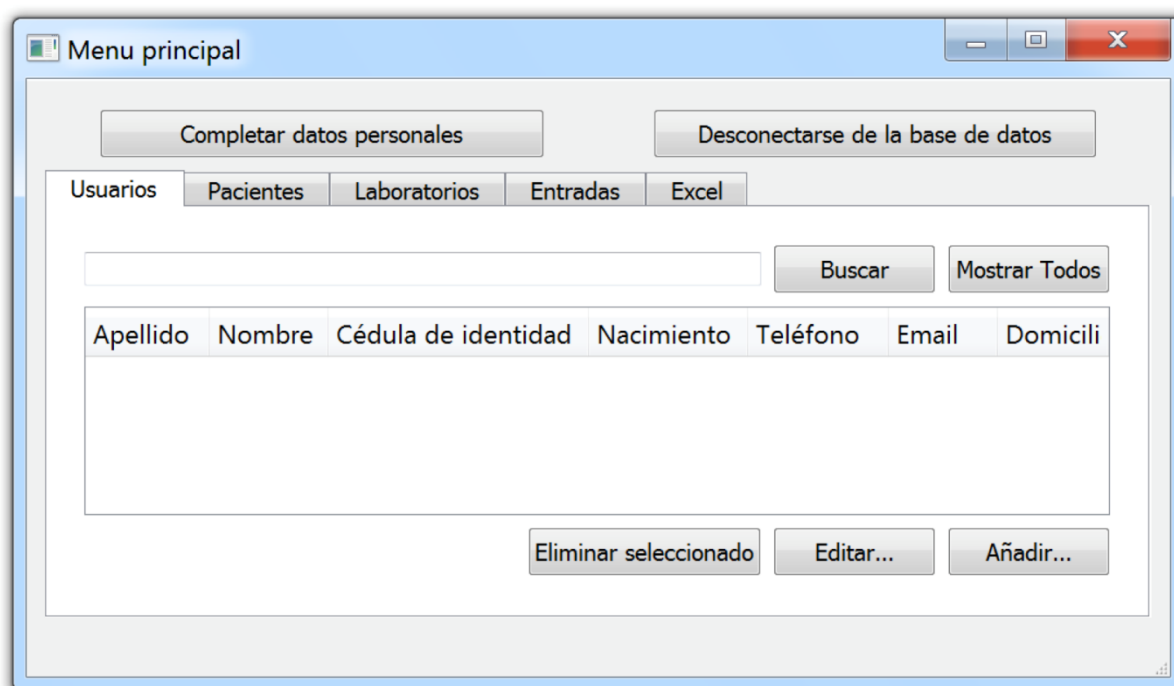 Menu principal
Completar datos personales Desconectarse de la base de datos
Usuarios Pacientes Laboratorios Entradas Excel
Buscar Mostrar Todos
Apellido Nombre Cédula de identidad Nacimiento Teléfono Email Domicili
Eliminar seleccionado Editar... Añadir...